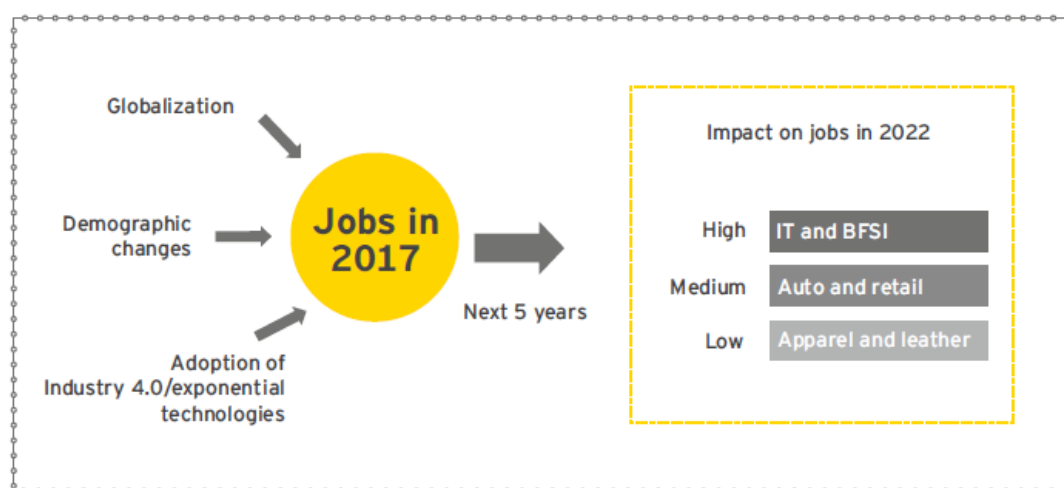 Globalization
Demographic
changes
Adoption of
Industry 4.0/exponential
technologies
Jobs in
2017
Next 5 years
Impact on jobs in 2022
High IT and BFSI
Medium Auto and retail
Low Apparel and leather